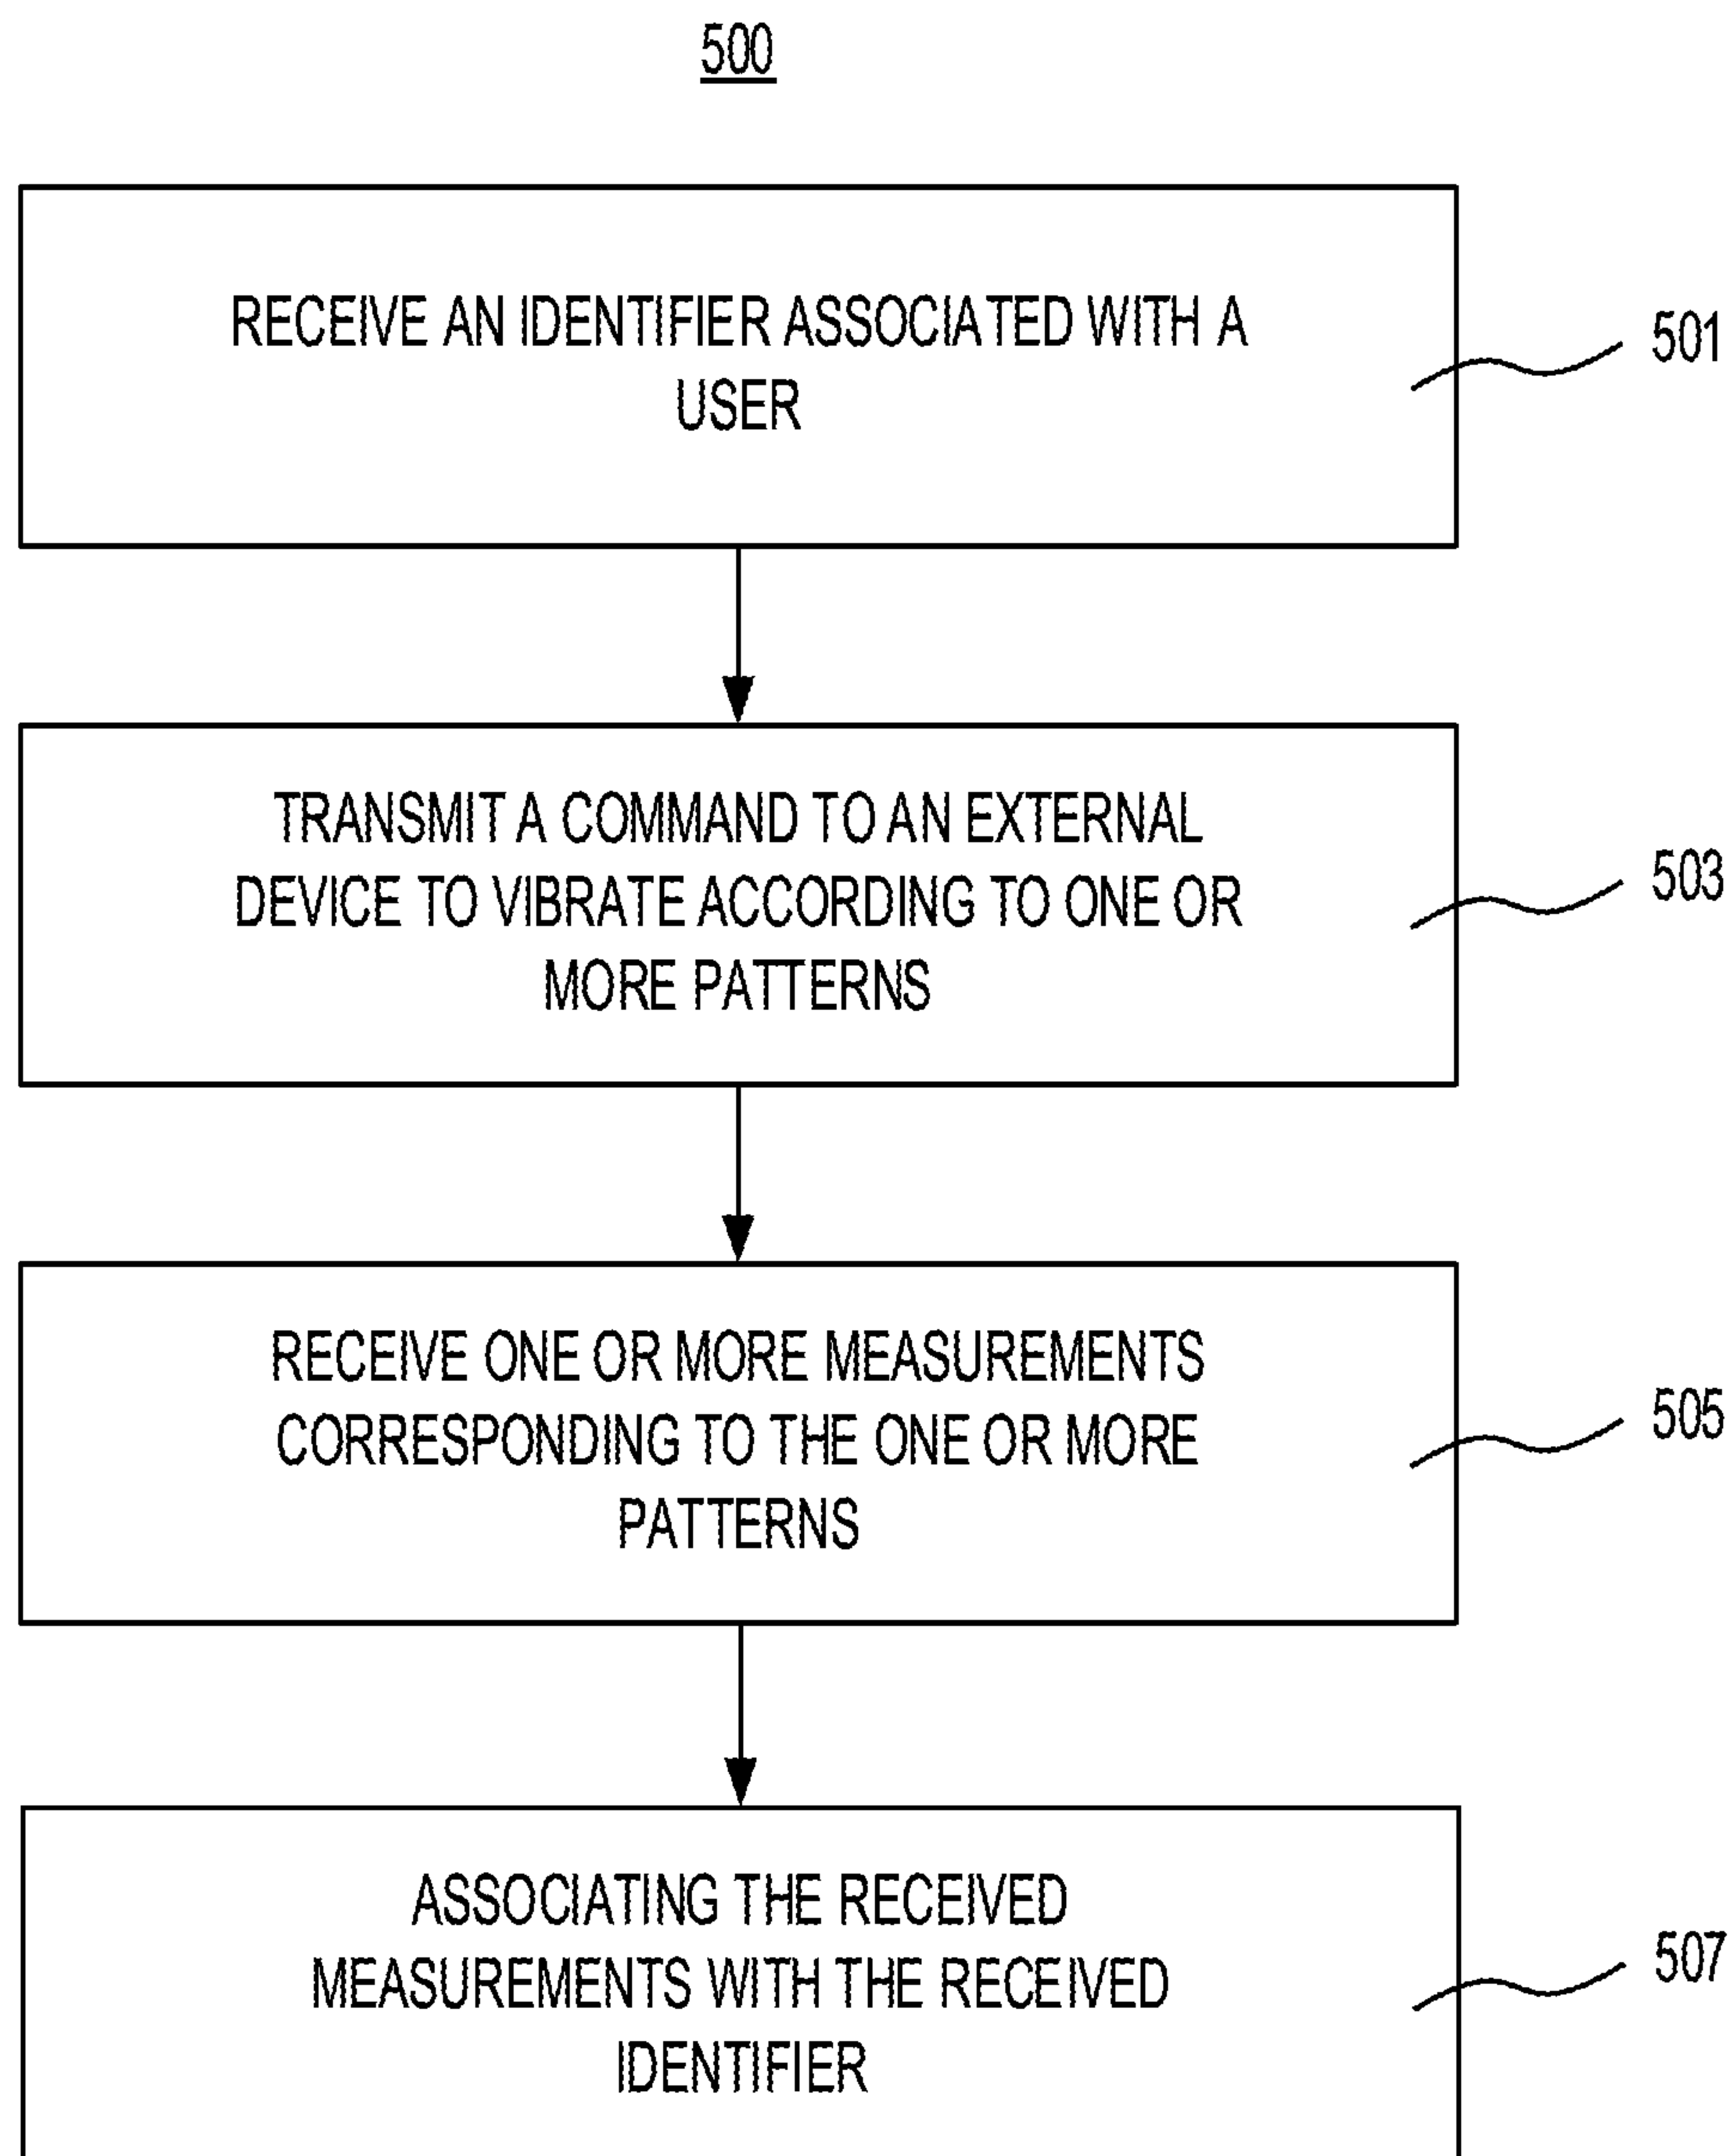 500
RECEIVE AN IDENTIFIER ASSOCIATED WITH A
USER
501
TRANSMIT A COMMAND TO AN EXTERNAL
DEVICE TO VIBRATE ACCORDING TO ONE OR
MORE PATTERNS
503
RECEIVE ONE OR MORE MEASUREMENTS
CORRESPONDING TO THE ONE OR MORE
PATTERNS
505
ASSOCIATING THE RECEIVED
MEASUREMENTS WITH THE RECEIVED
IDENTIFIER
507